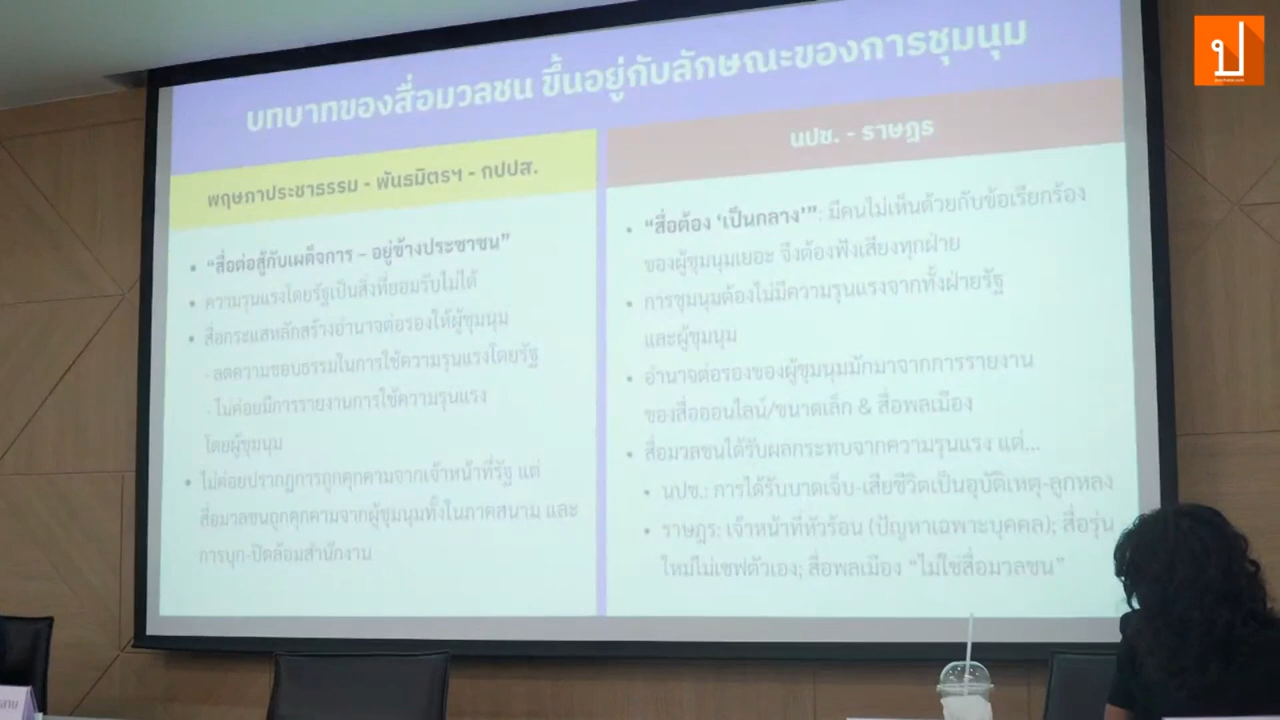 บทบาทของสื่อมวลชน ขึ้นอยู่กับลักษณะของการชุมนุม
พฤษภาประชาธรรม - พันธมิตรฯ - กปปส.
• “สื่อต่อสู้กับเผด็จการ – อยู่ข้างประชาชน”
• ความรุนแรงโดยรัฐเป็นสิ่งที่ยอมรับไม่ได้
• สื่อกระแสหลักสร้างอำนาจต่อรองให้ผู้ชุมนุม
- ลดความชอบธรรมในการใช้ความรุนแรงโดยรัฐ
- ไม่ค่อยมีการรายงานการใช้ความรุนแรง
โดยผู้ชุมนุม
• ไม่ค่อยปรากฏการถูกคุกคามจากเจ้าหน้าที่รัฐ แต่
สื่อมวลชนถูกคุกคามจากผู้ชุมนุมทั้งในภาคสนาม และ
การบุก-ปิดล้อมสำนักงาน
นปช. - ราษฎร
• “สื่อต้อง ‘เป็นกลาง’”: มีคนไม่เห็นด้วยกับข้อเรียกร้อง
ของผู้ชุมนุมเยอะ จึงต้องฟังเสียงทุกฝ่าย
• การชุมนุมต้องไม่มีความรุนแรงจากทั้งฝ่ายรัฐ
และผู้ชุมนุม
• อำนาจต่อรองของผู้ชุมนุมมักมาจากการรายงาน
ของสื่อออนไลน์/ขนาดเล็ก & สื่อพลเมือง
• สื่อมวลชนได้รับผลกระทบจากความรุนแรง แต่...
• นปช.: การได้รับบาดเจ็บ-เสียชีวิตเป็นอุบัติเหตุ-ลูกหลง
• ราษฎร: เจ้าหน้าที่หัวร้อน (ปัญหาเฉพาะบุคคล); สื่อรุ่น
ใหม่ไม่เซฟตัวเอง; สื่อพลเมือง “ไม่ใช่สื่อมวลชน”
ป